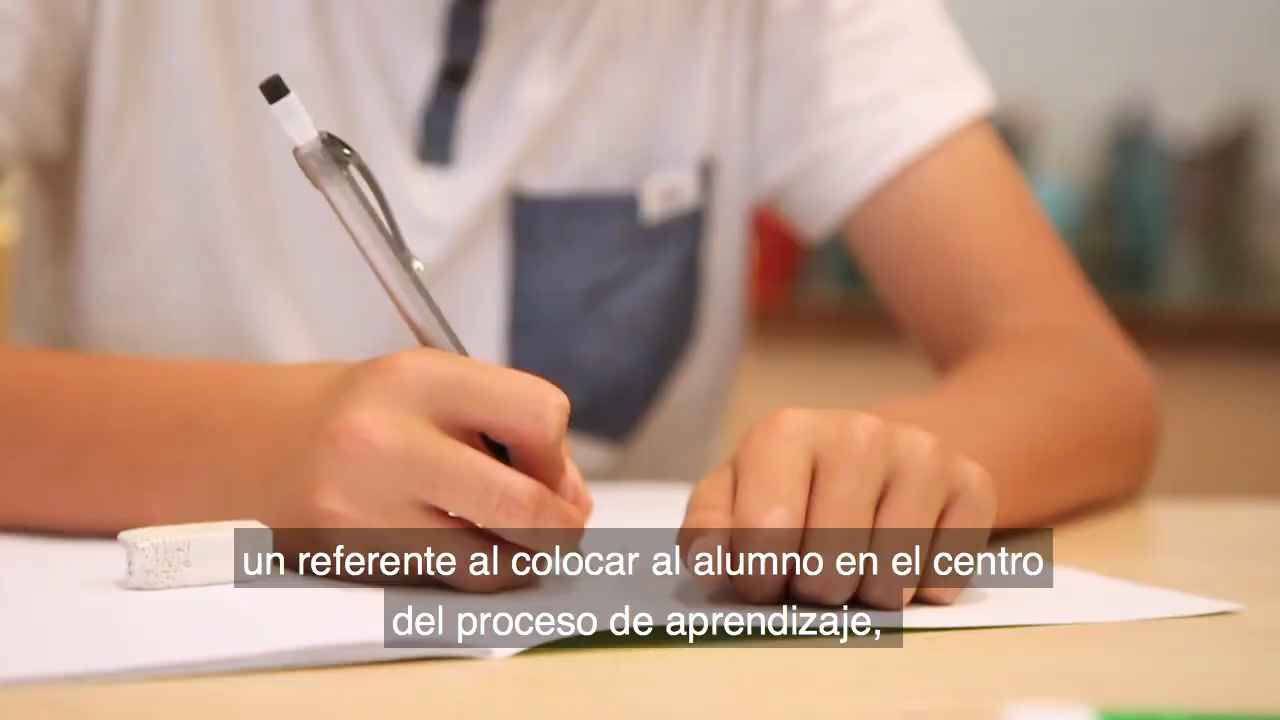 un referente al colocar al alumno en el centro
del proceso de aprendizaje,